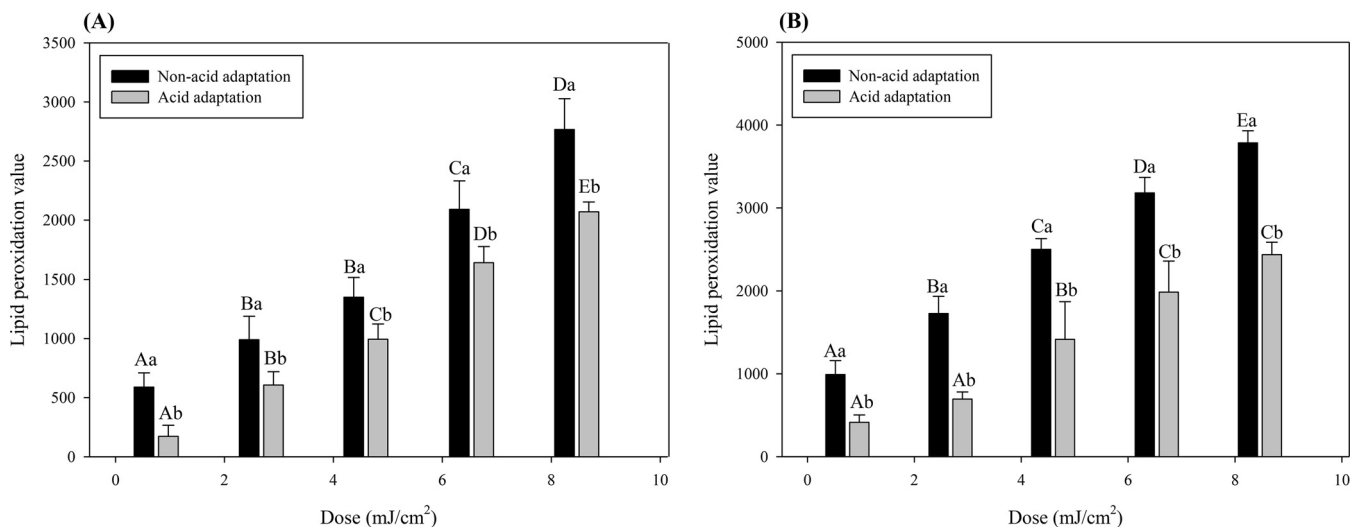 (A)
3500
3000
2500
2000
1500
1000
500
0
Lipid peroxidation value
Non-acid adaptation
Acid adaptation
Aa
Ab
Ba
Bb
Ba
Cb
Ca
Db
Da
Eb
0 2 4 6 8 10
Dose (mJ/cm²)
(B)
5000
4000
3000
2000
1000
0
Lipid peroxidation value
Non-acid adaptation
Acid adaptation
Aa
Ab
Ba
Ab
Ca
Bb
Da
Cb
Ea
Cb
0 2 4 6 8 10
Dose (mJ/cm²)